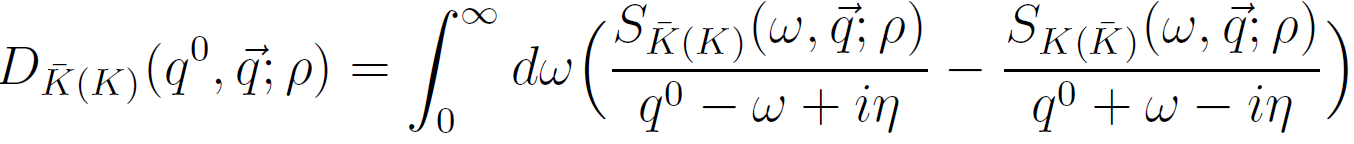 D_{\bar{K}(K)}(q^0, \vec{q}; \rho) = \int_0^\infty d\omega \Big( \frac{S_{\bar{K}(K)}(\omega, \vec{q}; \rho)}{q^0 - \omega + i\eta} - \frac{S_{K(\bar{K})}(\omega, \vec{q}; \rho)}{q^0 + \omega - i\eta} \Big)